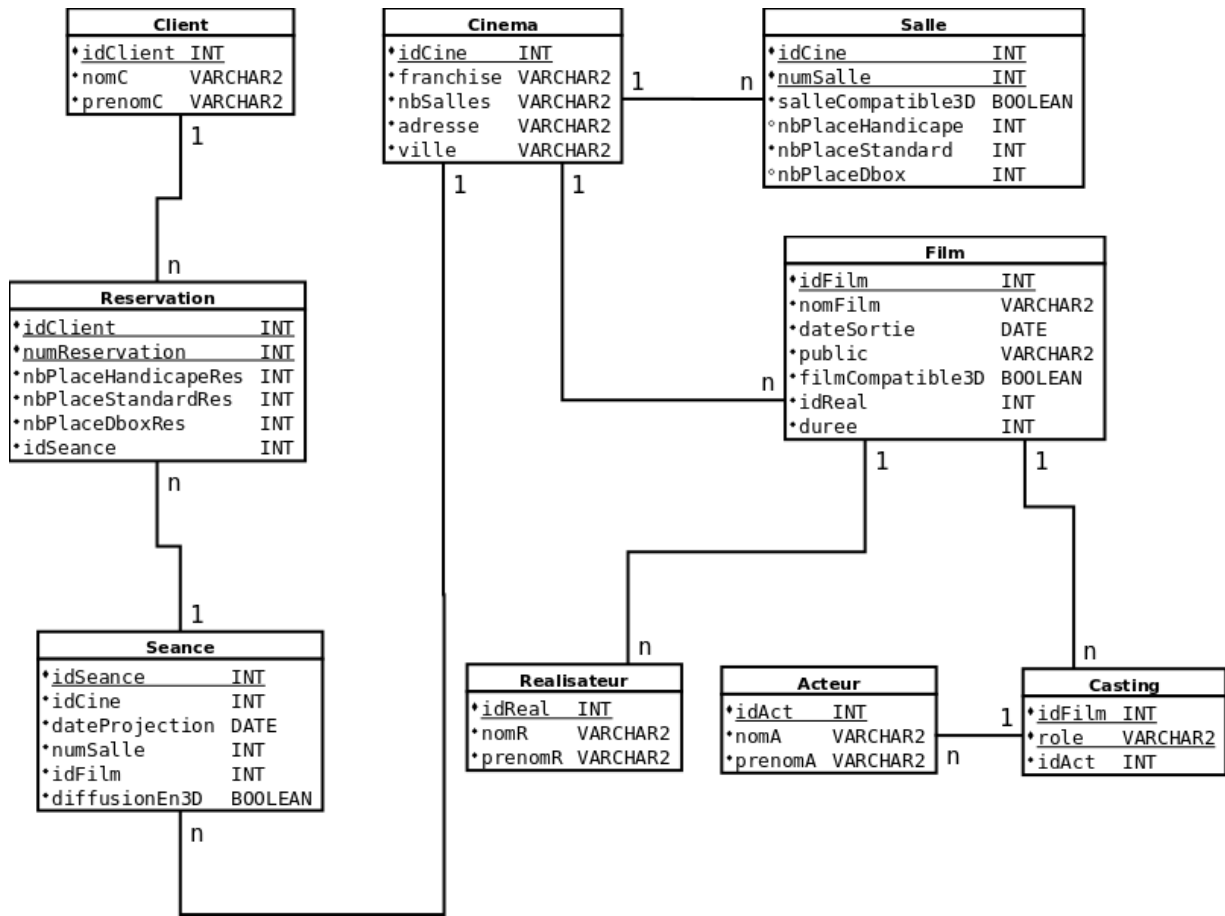 Client
idClient INT
nomC VARCHAR2
prenomC VARCHAR2
1
n
Reservation
idClient INT
numReservation INT
nbPlaceHandicapeRes INT
nbPlaceStandardRes INT
nbPlaceDboxRes INT
idSeance INT
n
1
Seance
idSeance INT
idCine INT
dateProjection DATE
numSalle INT
idFilm INT
diffusionEn3D BOOLEAN
n
Cinema
idCine INT
franchise VARCHAR2
nbSalles VARCHAR2
adresse VARCHAR2
ville VARCHAR2
1
1
1
n
Salle
idCine INT
numSalle INT
salleCompatible3D BOOLEAN
nbPlaceHandicape INT
nbPlaceStandard INT
nbPlaceDbox INT
n
Film
idFilm INT
nomFilm VARCHAR2
dateSortie DATE
public VARCHAR2
filmCompatible3D BOOLEAN
idReal INT
duree INT
1
1
n
Realisateur
idReal INT
nomR VARCHAR2
prenomR VARCHAR2
Acteur
idAct INT
nomA VARCHAR2
prenomA VARCHAR2
n
1
n
Casting
idFilm INT
role VARCHAR2
idAct INT